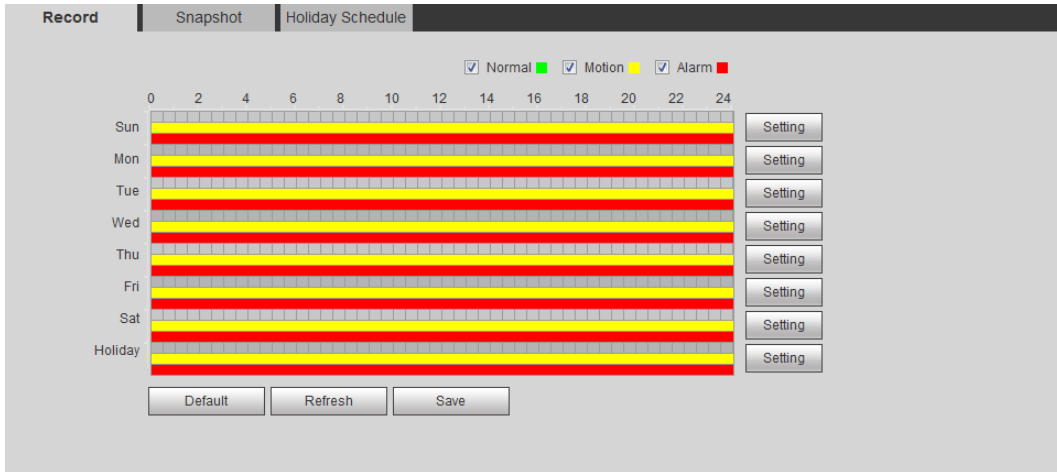 Record Snapshot Holiday Schedule
Normal Motion Alarm
0 2 4 6 8 10 12 14 16 18 20 22 24
Sun Setting
Mon Setting
Tue Setting
Wed Setting
Thu Setting
Fri Setting
Sat Setting
Holiday Setting
Default Refresh Save